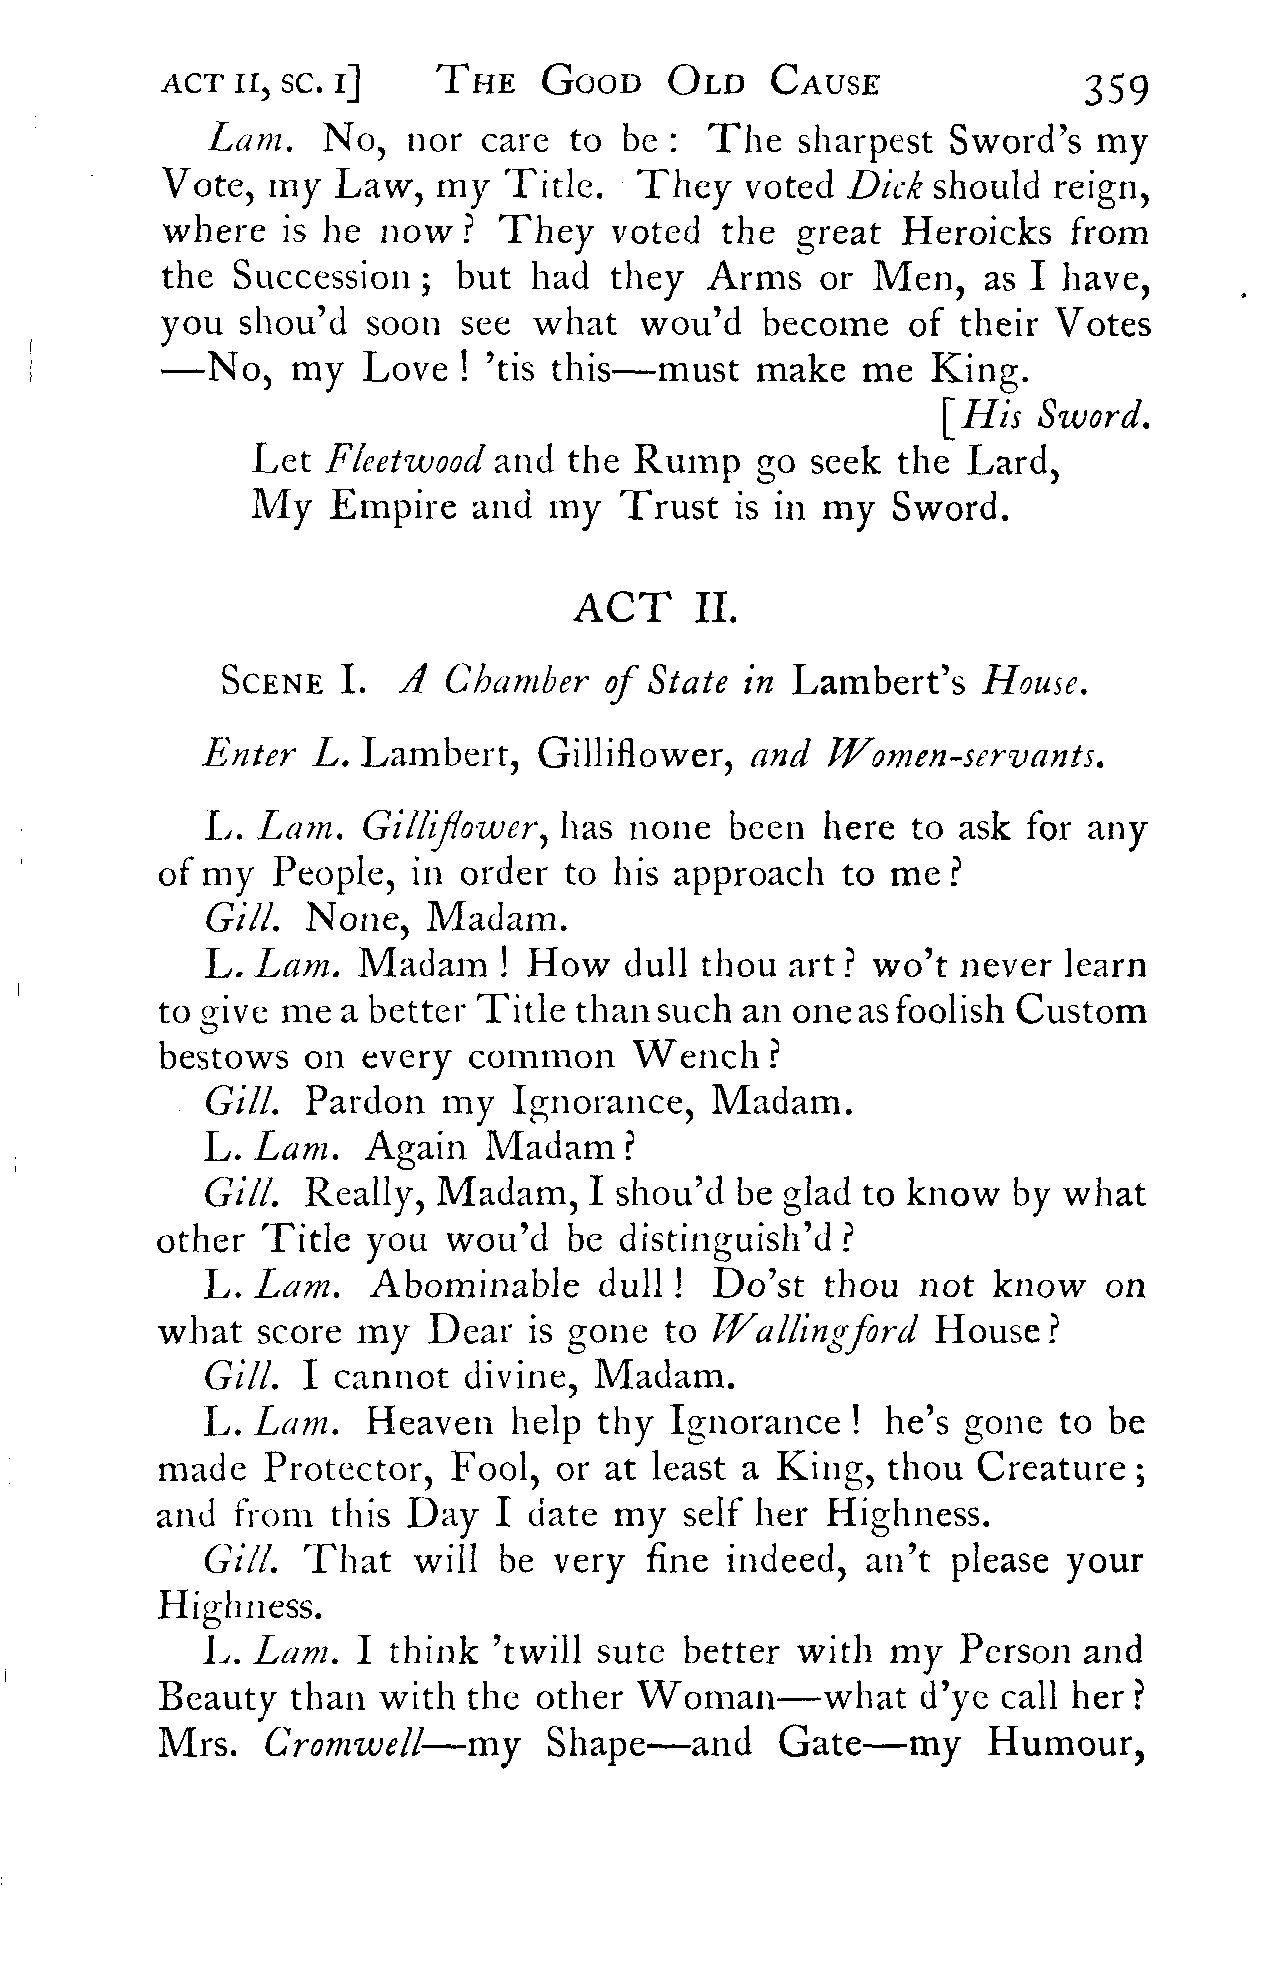 ACT II, SC. I] THE GOOD OLD CAUSE 359
Lam. No, nor care to be : The sharpest Sword's my
Vote, my Law, my Title. They voted Dick should reign,
where is he now ? They voted the great Heroicks from
the Succession ; but had they Arms or Men, as I have,
you shou'd soon see what wou'd become of their Votes
—No, my Love ! 'tis this—must make me King.
[His Sword.
Let Fleetwood and the Rump go seek the Lard,
My Empire and my Trust is in my Sword.
ACT II.
SCENE I. A Chamber of State in Lambert's House.
Enter L. Lambert, Gilliflower, and Women-servants.
L. Lam. Gilliflower, has none been here to ask for any
of my People, in order to his approach to me ?
Gill. None, Madam.
L. Lam. Madam ! How dull thou art ? wo't never learn
to give me a better Title than such an one as foolish Custom
bestows on every common Wench ?
Gill. Pardon my Ignorance, Madam.
L. Lam. Again Madam ?
Gill. Really, Madam, I shou'd be glad to know by what
other Title you wou'd be distinguish'd ?
L. Lam. Abominable dull ! Do'st thou not know on
what score my Dear is gone to Wallingford House ?
Gill. I cannot divine, Madam.
L. Lam. Heaven help thy Ignorance ! he's gone to be
made Protector, Fool, or at least a King, thou Creature ;
and from this Day I date my self her Highness.
Gill. That will be very fine indeed, an't please your
Highness.
L. Lam. I think 'twill sute better with my Person and
Beauty than with the other Woman—what d'ye call her ?
Mrs. Cromwell—my Shape—and Gate—my Humour,